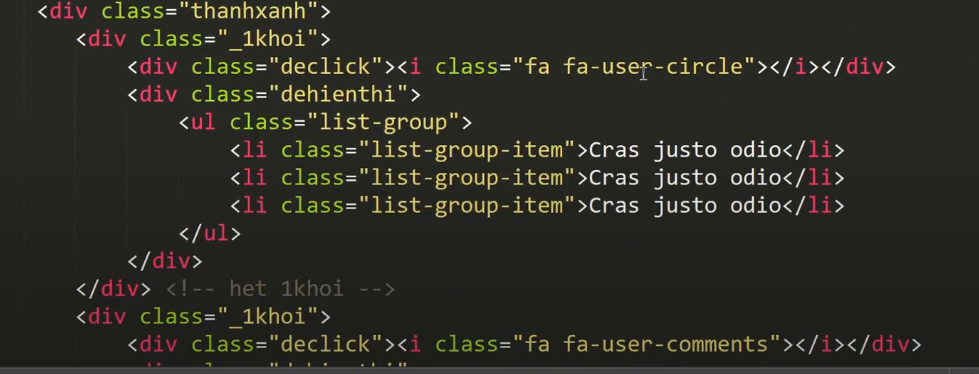 <div class="thanhxanh">
<div class="_1khoi">
<div class="declick"><i class="fa fa-user-circle"></i></div>
<div class="dehienthi">
<ul class="list-group">
<li class="list-group-item">Cras justo odio</li>
<li class="list-group-item">Cras justo odio</li>
<li class="list-group-item">Cras justo odio</li>
</ul>
</div>
</div> <!-- het 1khoi -->
<div class="_1khoi">
<div class="declick"><i class="fa fa-user-comments"></i></div>